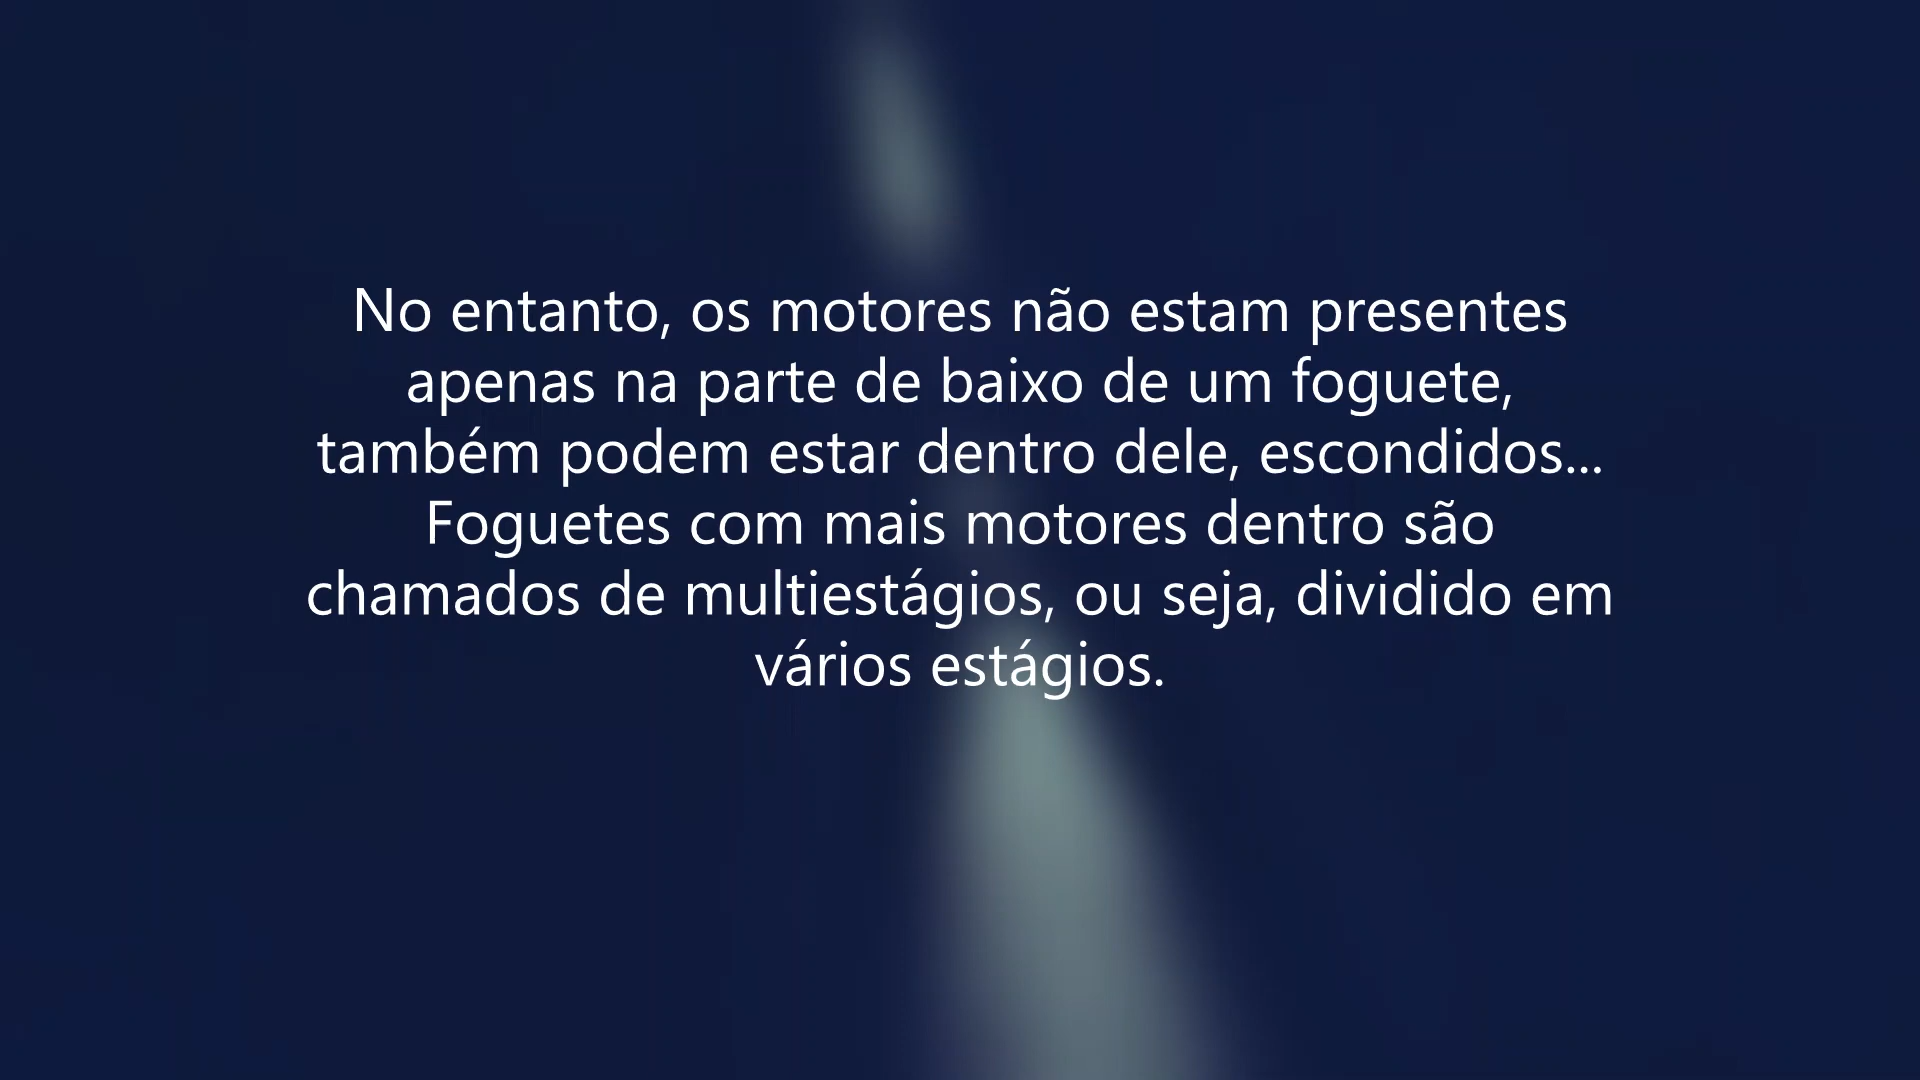 No entanto, os motores não estam presentes
apenas na parte de baixo de um foguete,
também podem estar dentro dele, escondidos...
Foguetes com mais motores dentro são
chamados de multiestágios, ou seja, dividido em
vários estágios.